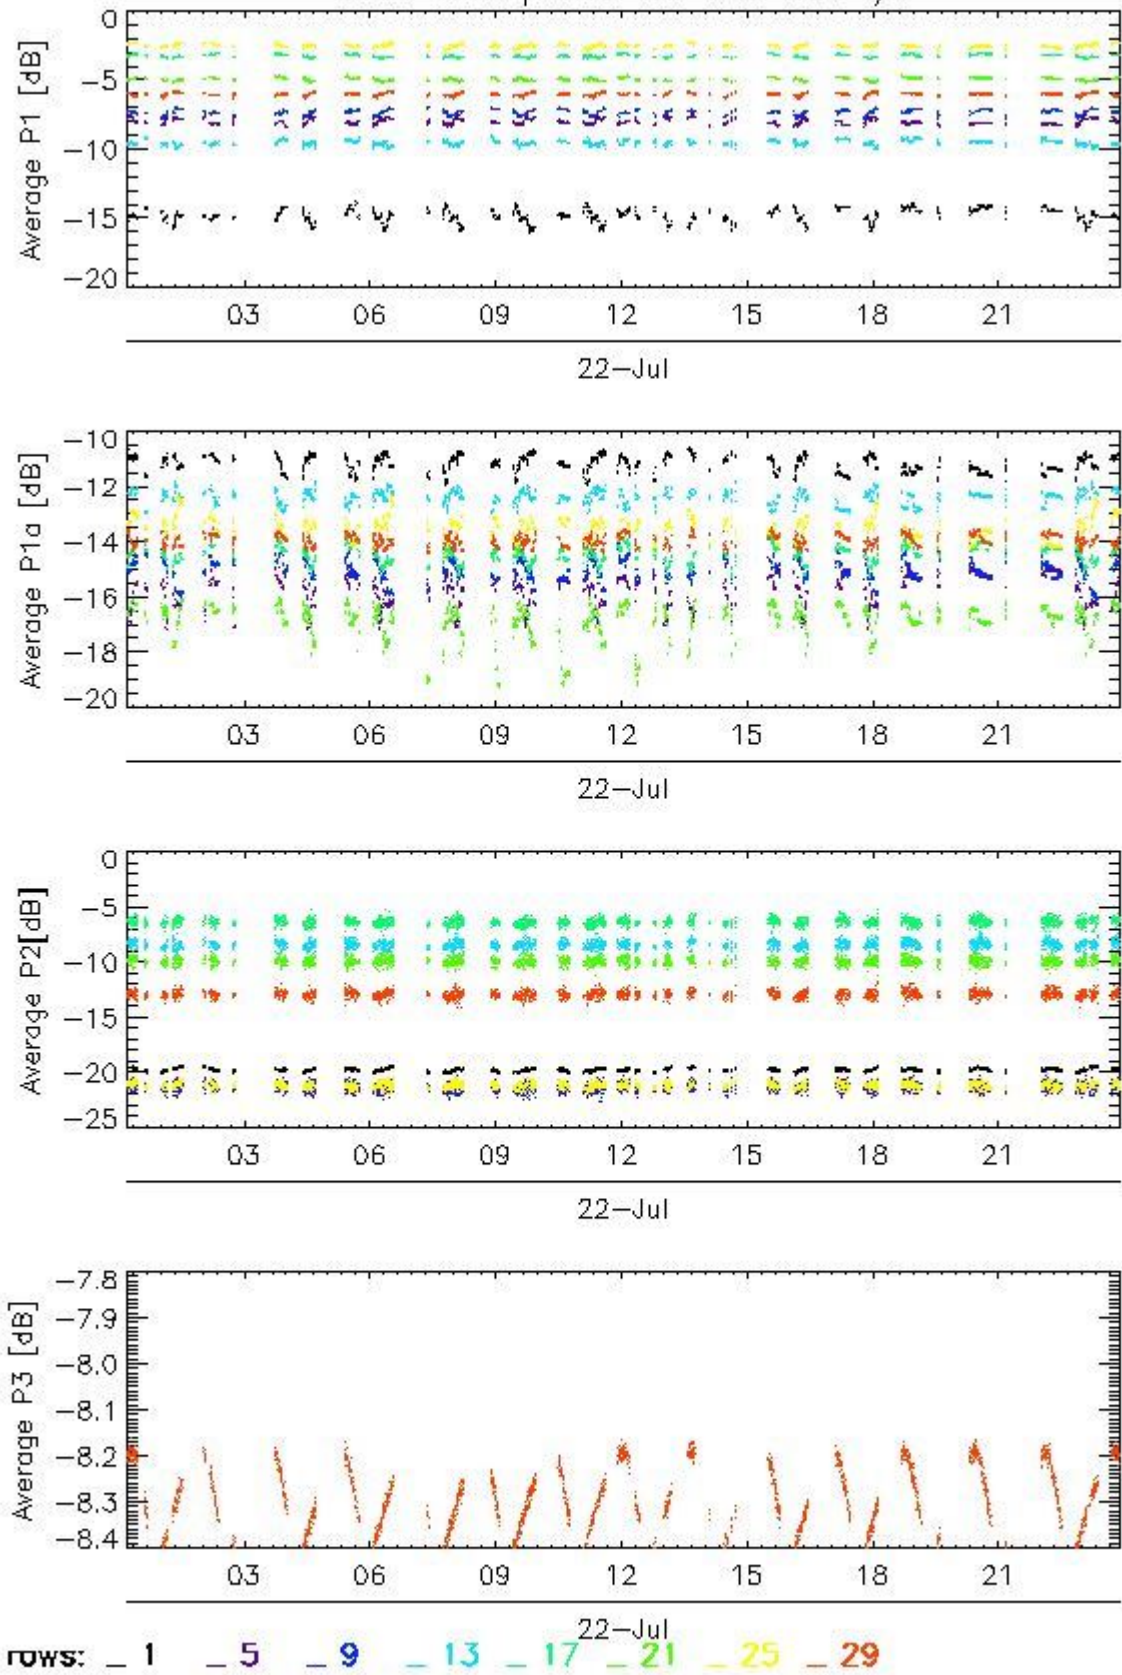 Average P1 [dB]
0
−5
−10
−15
−20
03 06 09 12 15 18 21
22−Jul
Average P1a [dB]
−10
−12
−14
−16
−18
−20
03 06 09 12 15 18 21
22−Jul
Average P2[dB]
0
−5
−10
−15
−20
−25
03 06 09 12 15 18 21
22−Jul
Average P3 [dB]
−7.8
−7.9
−8.0
−8.1
−8.2
−8.3
−8.4
03 06 09 12 15 18 21
22−Jul
rows: _ 1 _ 5 _ 9 _ 13 _ 17 _ 21 _ 25 _ 29